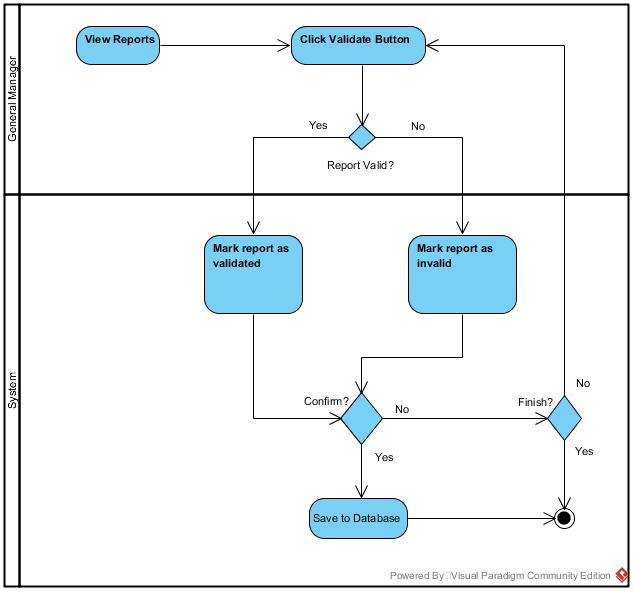 General Manager
View Reports
Click Validate Button
Yes
No
Report Valid?
System
Mark report as
validated
Mark report as
invalid
Confirm?
No
Finish?
No
Yes
Yes
Save to Database
Powered By Visual Paradigm Community Edition